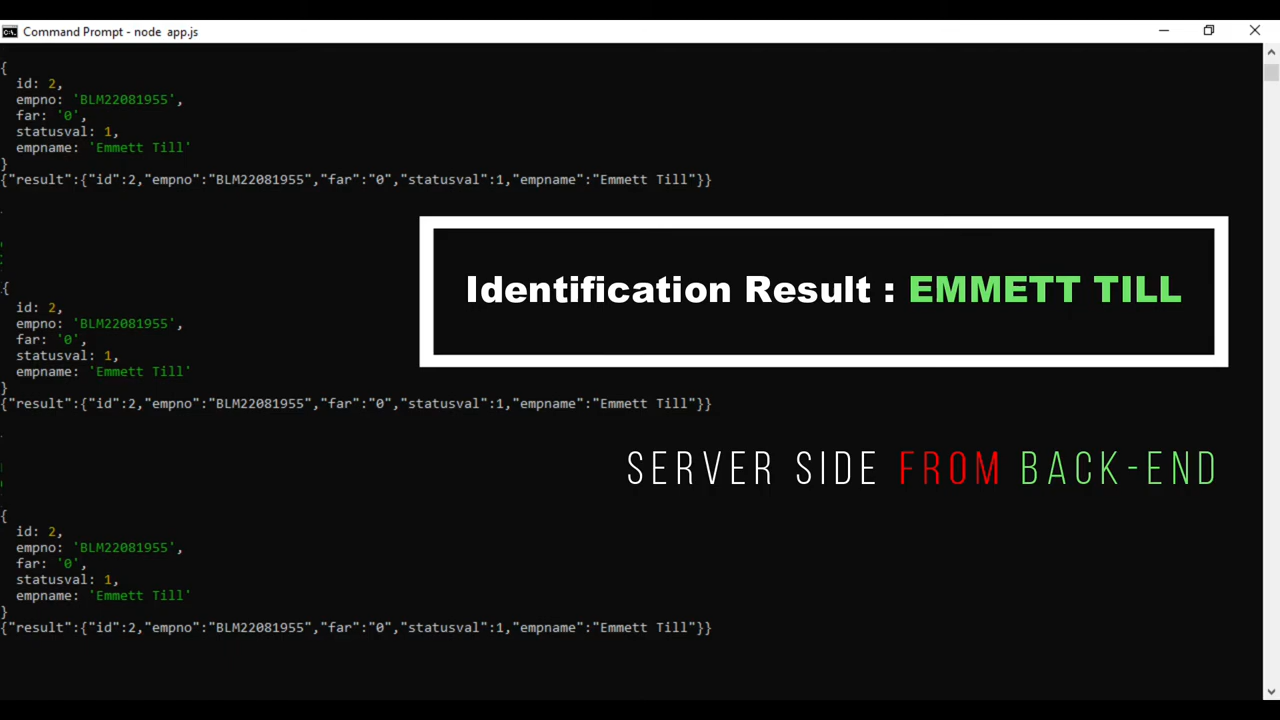 Command Prompt - node  app.js
{
id: 2,
empno: 'BLM22081955',
far: '0',
statusval: 1,
empname: 'Emmett Till'
}
{"result":{"id":2,"empno":"BLM22081955","far":"0","statusval":1,"empname":"Emmett Till"}}
Identification Result : EMMETT TILL
{
id: 2,
empno: 'BLM22081955',
far: '0',
statusval: 1,
empname: 'Emmett Till'
}
{"result":{"id":2,"empno":"BLM22081955","far":"0","statusval":1,"empname":"Emmett Till"}}
SERVER SIDE FROM BACK-END
{
id: 2,
empno: 'BLM22081955',
far: '0',
statusval: 1,
empname: 'Emmett Till'
}
{"result":{"id":2,"empno":"BLM22081955","far":"0","statusval":1,"empname":"Emmett Till"}}